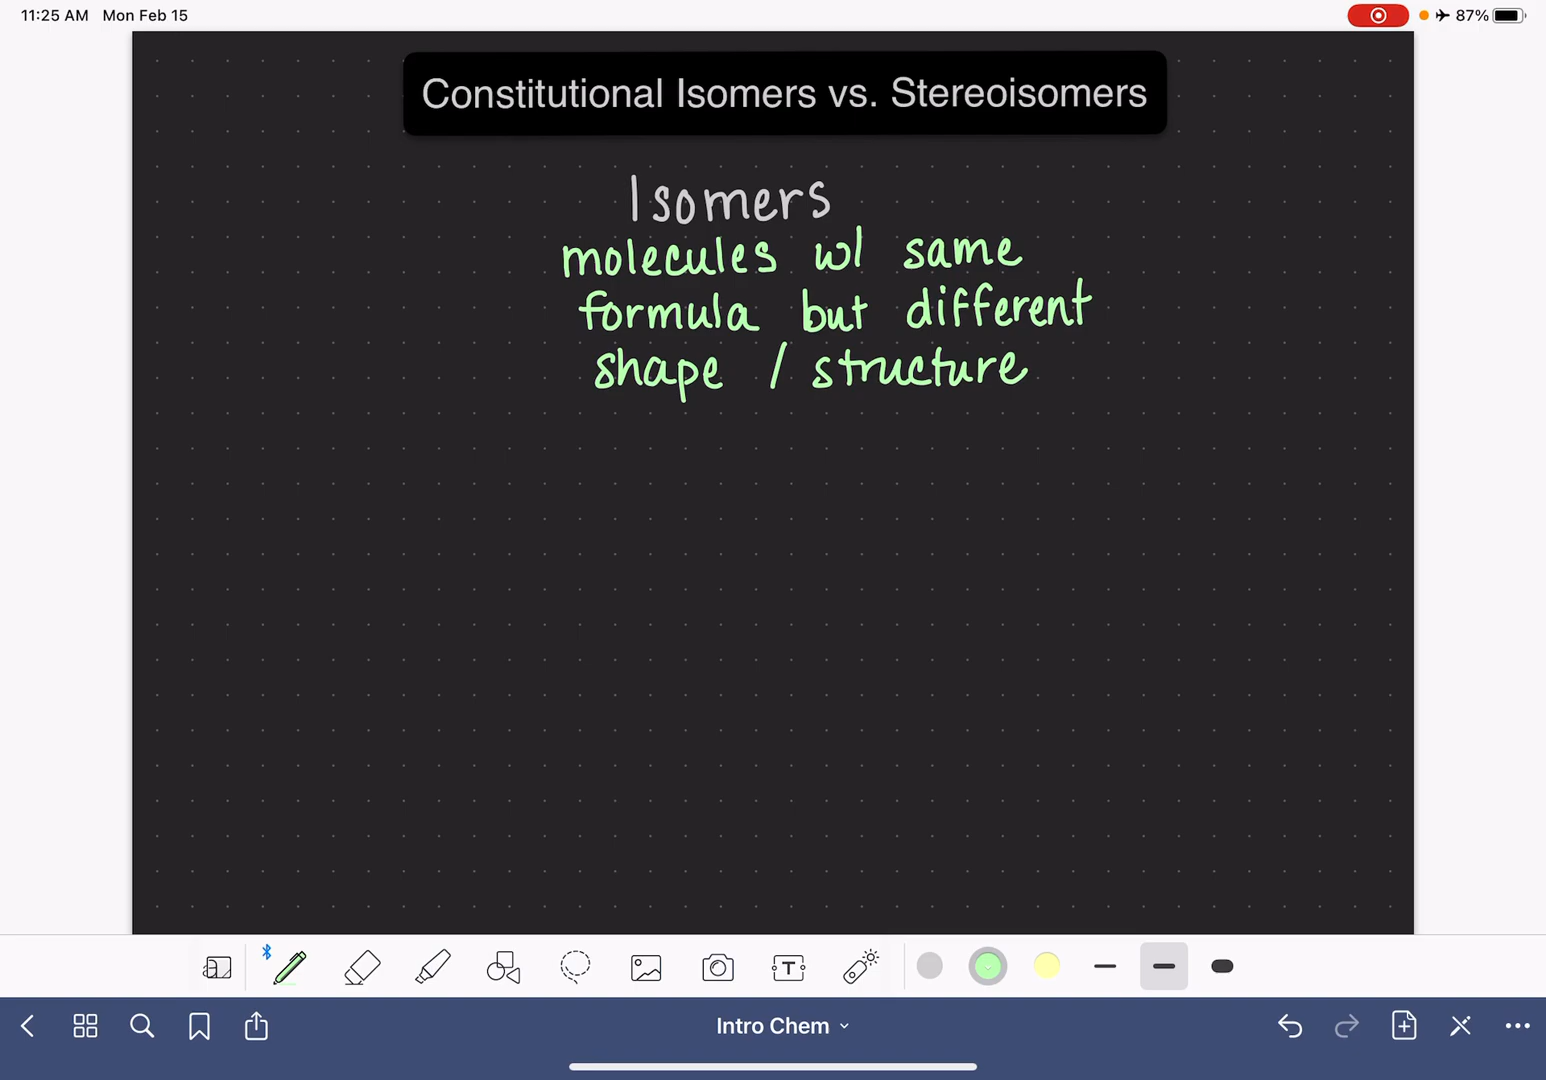 11:25 AM Mon Feb 15
87%
Constitutional Isomers vs. Stereoisomers
Isomers
molecules w/ same
formula but different
shape / structure
Intro Chem